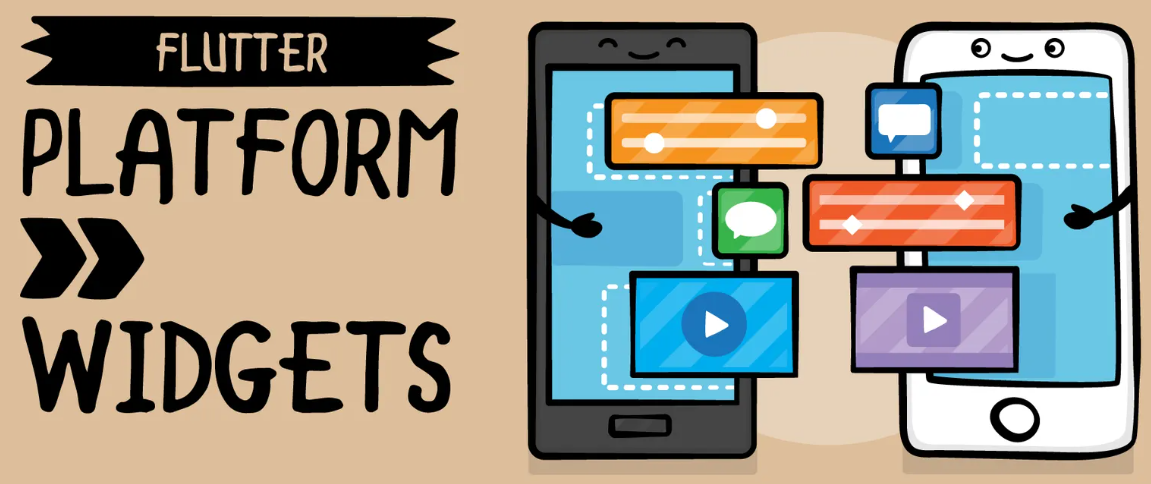 FLUTTER
PLATFORM
WIDGETS